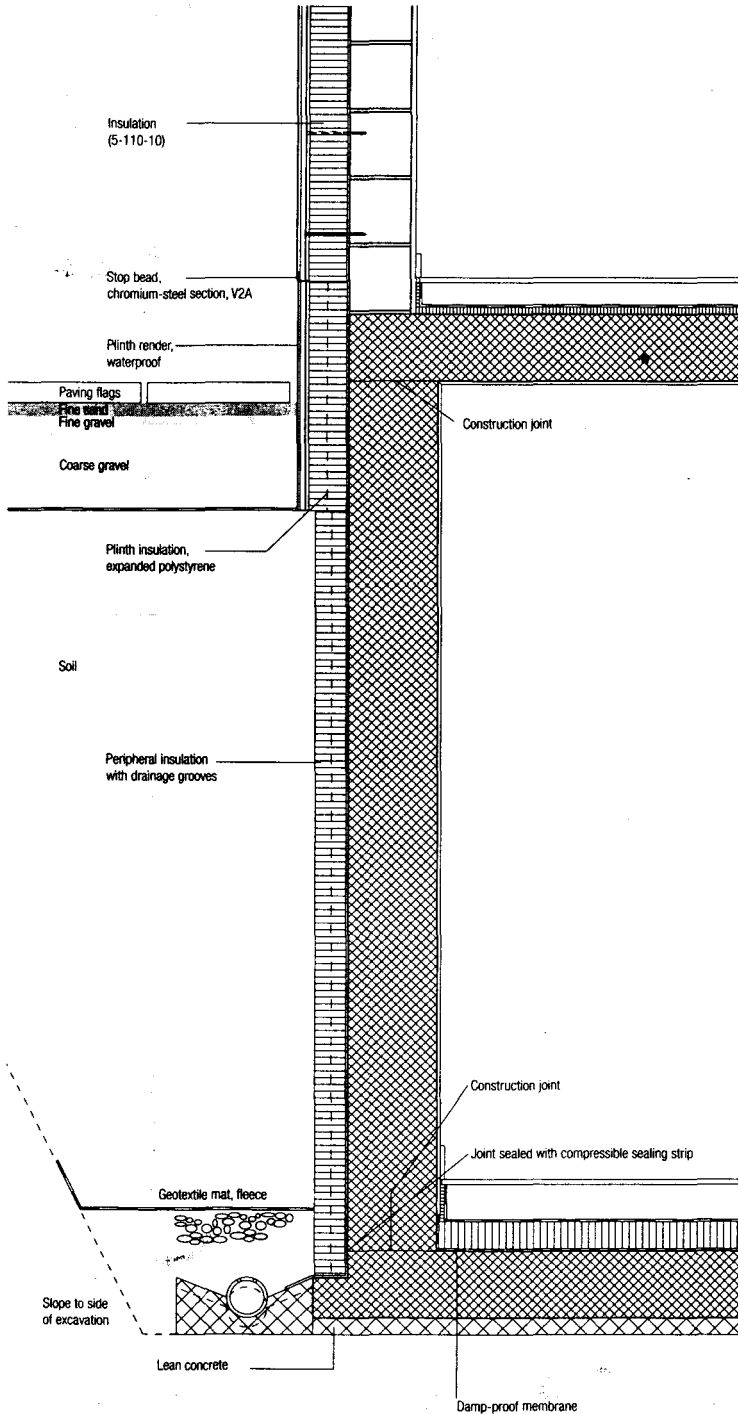 Insulation
(5-110-10)
Stop bead,
chromium-steel section, V2A
Plinth render,
waterproof
Paving flags
Fine sand
Fine gravel
Construction joint
Coarse gravel
Plinth insulation,
expanded polystyrene
Soil
Peripheral insulation
with drainage grooves
Construction joint
Joint sealed with compressible sealing strip
Geotextile mat, fleece
Slope to side
of excavation
Lean concrete
Damp-proof membrane